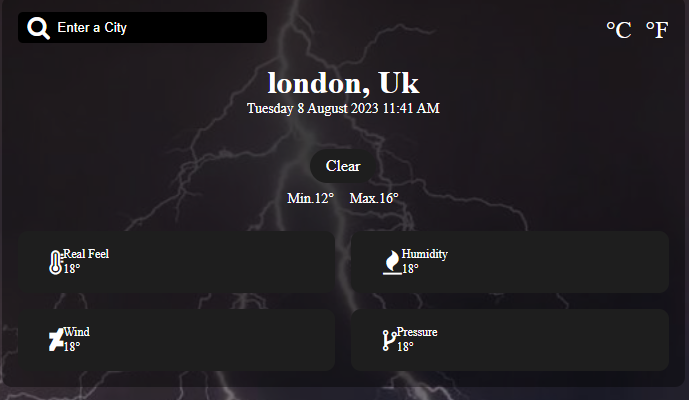 Enter a City
°C °F
london, Uk
Tuesday 8 August 2023 11:41 AM
Clear
Min.12° Max.16°
Real Feel
18°
Humidity
18°
Wind
18°
Pressure
18°